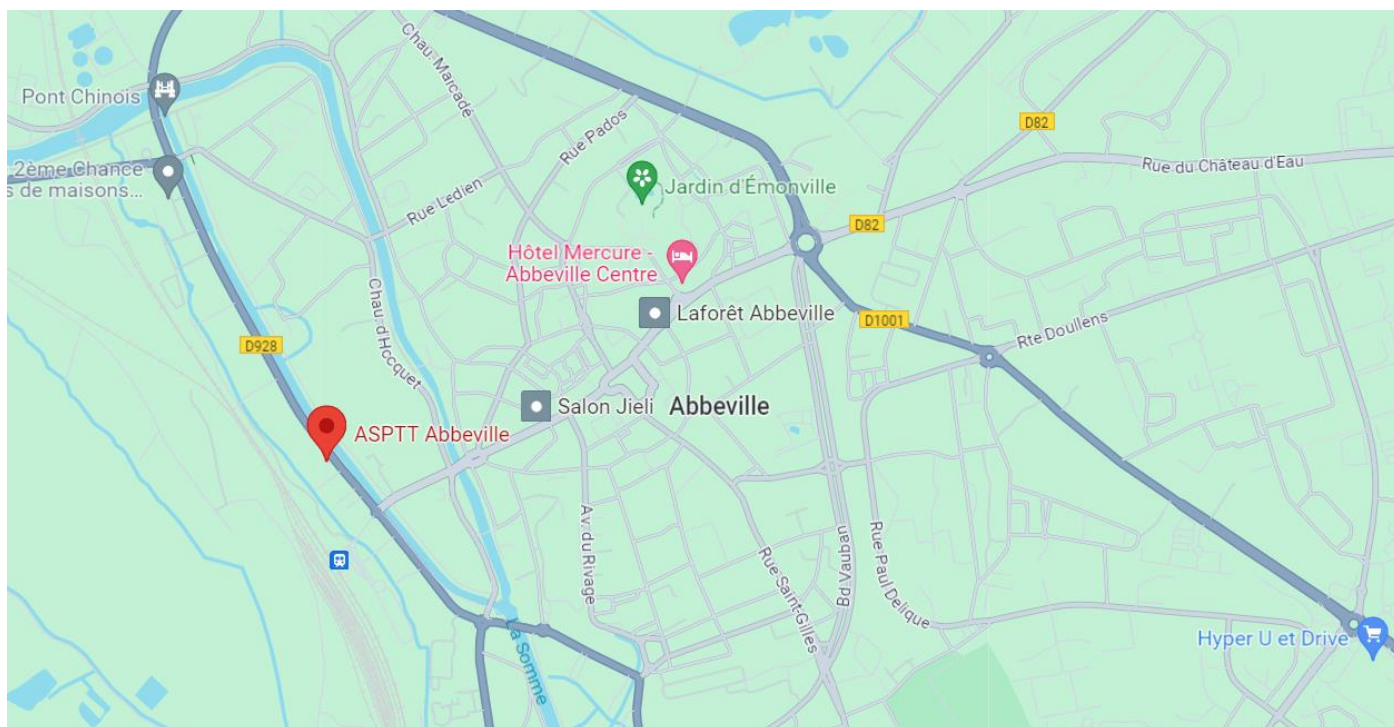 Chau. Marcadé
Pont Chinois
D82
Rue Pados
Rue du Château d'Eau
2ème Chance
s de maisons...
Jardin d'Émonville
Rue Ledien
D82
Hôtel Mercure -
Abbeville Centre
Laforêt Abbeville
D1001
Rte Doullens
Chau. d'Hocquet
D928
Salon Jieli
Abbeville
ASPTT Abbeville
Av. du Rivage
Bd Vauban
Rue Paul Delique
Rue Saint-Gilles
La Somme
Hyper U et Drive